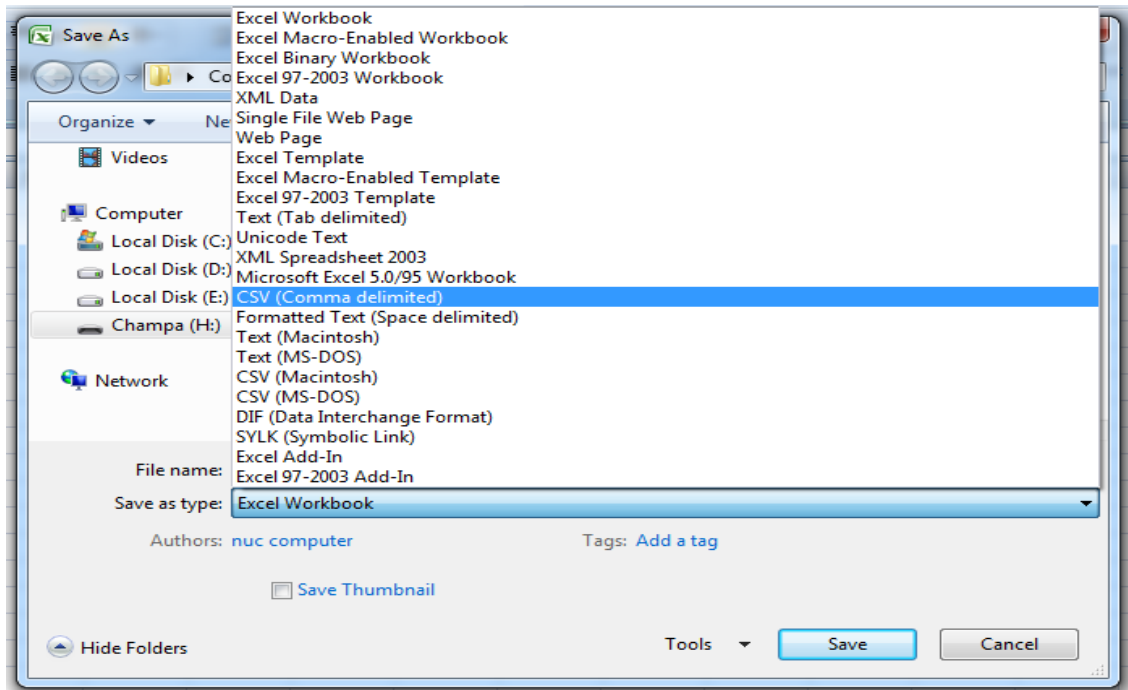 Save As
Co
Organize
Ne
Videos
Computer
Local Disk (C:)
Local Disk (D:)
Local Disk (E:)
Champa (H:)
Network
Excel Workbook
Excel Macro-Enabled Workbook
Excel Binary Workbook
Excel 97-2003 Workbook
XML Data
Single File Web Page
Web Page
Excel Template
Excel Macro-Enabled Template
Excel 97-2003 Template
Text (Tab delimited)
Unicode Text
XML Spreadsheet 2003
Microsoft Excel 5.0/95 Workbook
CSV (Comma delimited)
Formatted Text (Space delimited)
Text (Macintosh)
Text (MS-DOS)
CSV (Macintosh)
CSV (MS-DOS)
DIF (Data Interchange Format)
SYLK (Symbolic Link)
Excel Add-In
Excel 97-2003 Add-In
File name:
Save as type: Excel Workbook
Authors: nuc computer Tags: Add a tag
Save Thumbnail
Hide Folders Tools Save Cancel